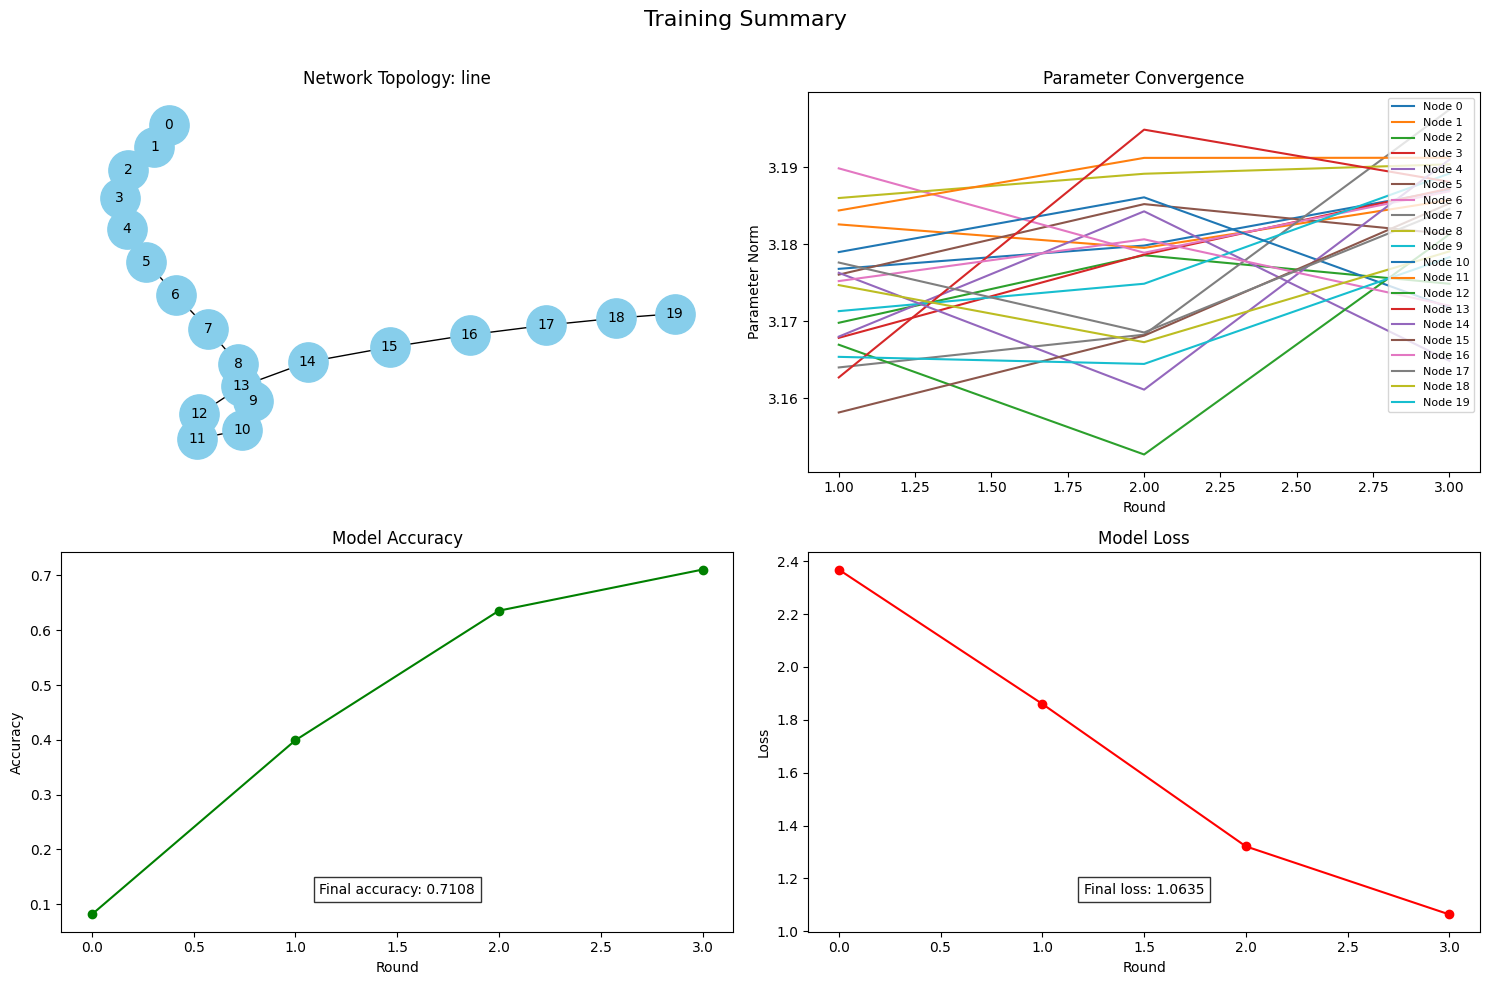 Training Summary
Network Topology: line
0
1
2
3
4
5
6
7
8
13
9
12
10
11
14
15
16
17
18
19
Parameter Convergence
Parameter Norm
3.19
3.18
3.17
3.16
Node 0
Node 1
Node 2
Node 3
Node 4
Node 5
Node 6
Node 7
Node 8
Node 9
Node 10
Node 11
Node 12
Node 13
Node 14
Node 15
Node 16
Node 17
Node 18
Node 19
1.00 1.25 1.50 1.75 2.00 2.25 2.50 2.75 3.00
Round
Model Accuracy
Accuracy
0.7
0.6
0.5
0.4
0.3
0.2
0.1
Final accuracy: 0.7108
0.0 0.5 1.0 1.5 2.0 2.5 3.0
Round
Model Loss
Loss
2.4
2.2
2.0
1.8
1.6
1.4
1.2
1.0
Final loss: 1.0635
0.0 0.5 1.0 1.5 2.0 2.5 3.0
Round